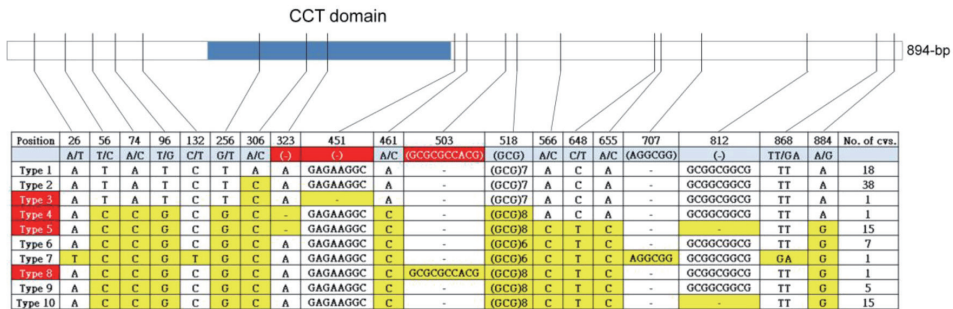 CCT domain
894-bp
Position 26 56 74 96 132 256 306 323 451 461 503 518 566 648 655 707 812 868 884 No. of cvs.
A/T T/C A/C T/G C/T G/T A/C (-) (-) A/C (GCGCGCCACG) (GCG) A/C C/T A/C (AGGCGG) (-) TT/GA A/G
Type 1 A T A T C T A A GAGAAGGC A - (GCG)7 A C A - GCGGCGGCG TT A 18
Type 2 A T A T C T C A GAGAAGGC A - (GCG)7 A C A - GCGGCGGCG TT A 38
Type 3 A T A T C T C A - A - (GCG)7 A C A - GCGGCGGCG TT A 1
Type 4 A C C G C G C - GAGAAGGC C - (GCG)8 A C A - GCGGCGGCG TT A 1
Type 5 A C C G C G C - GAGAAGGC C - (GCG)8 C T C - - TT G 15
Type 6 A C C G C G C A GAGAAGGC C - (GCG)6 C T C - GCGGCGGCG TT G 7
Type 7 T C C G T G C A GAGAAGGC C - (GCG)6 C T C AGGCGG GCGGCGGCG GA G 1
Type 8 A C C G C G C A GAGAAGGC C GCGCGCCACG (GCG)8 C T C - GCGGCGGCG TT G 1
Type 9 A C C G C G C A GAGAAGGC C - (GCG)8 C T C - GCGGCGGCG TT G 5
Type 10 A C C G C G C A GAGAAGGC C - (GCG)8 C T C - - TT G 15